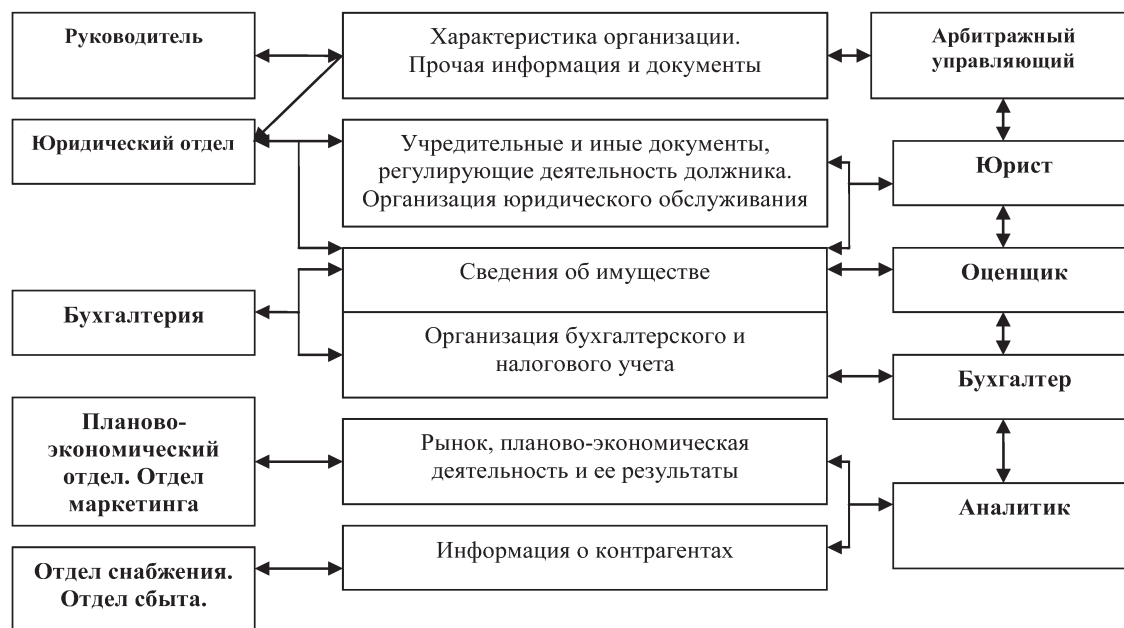 Руководитель
Характеристика организации.
Прочая информация и документы
Арбитражный
управляющий
Юридический отдел
Учредительные и иные документы,
регулирующие деятельность должника.
Организация юридического обслуживания
Юрист
Сведения об имуществе
Оценщик
Бухгалтерия
Организация бухгалтерского и
налогового учета
Бухгалтер
Планово-
экономический
отдел. Отдел
маркетинга
Рынок, планово-экономическая
деятельность и ее результаты
Аналитик
Информация о контрагентах
Отдел снабжения.
Отдел сбыта.